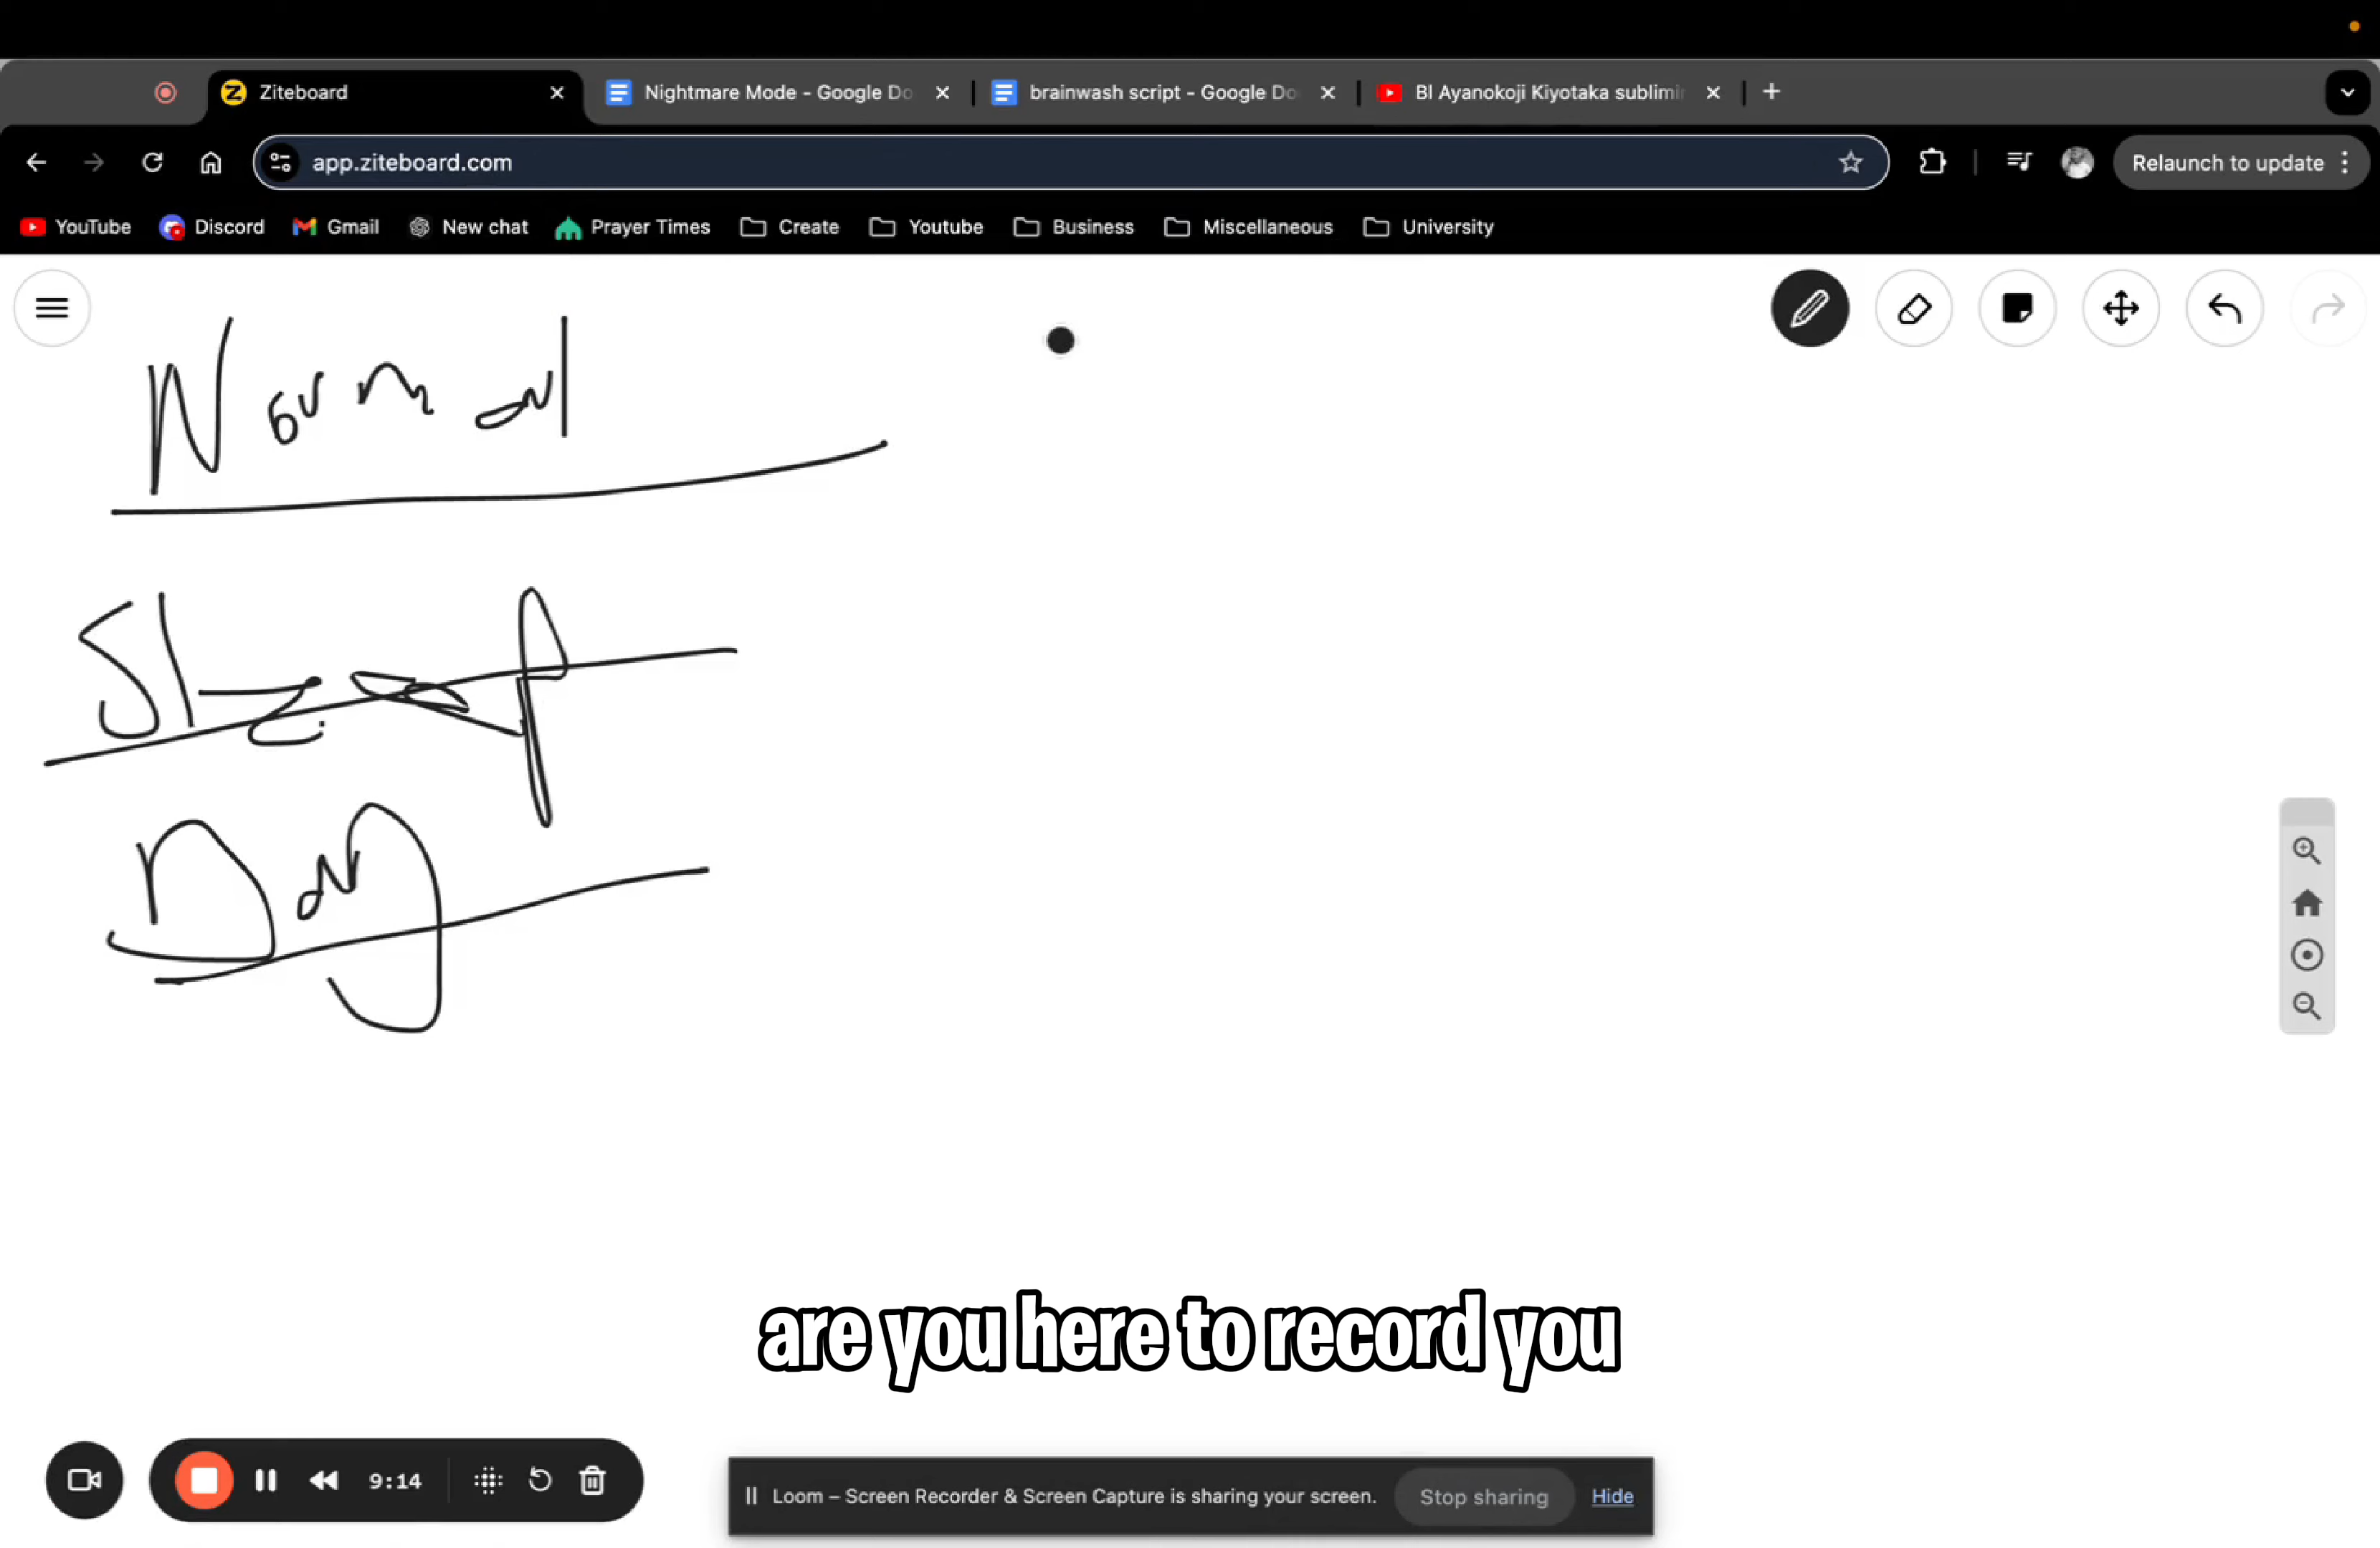 Ziteboard
Nightmare Mode - Google Do
brainwash script - Google Do
BI Ayanokoji Kiyotaka sublimin
app.ziteboard.com
Relaunch to update
YouTube
Discord
Gmail
New chat
Prayer Times
Create
Youtube
Business
Miscellaneous
University
Normal
Sleep
Day
are you here to record you
9:14
Loom – Screen Recorder & Screen Capture is sharing your screen.
Stop sharing
Hide